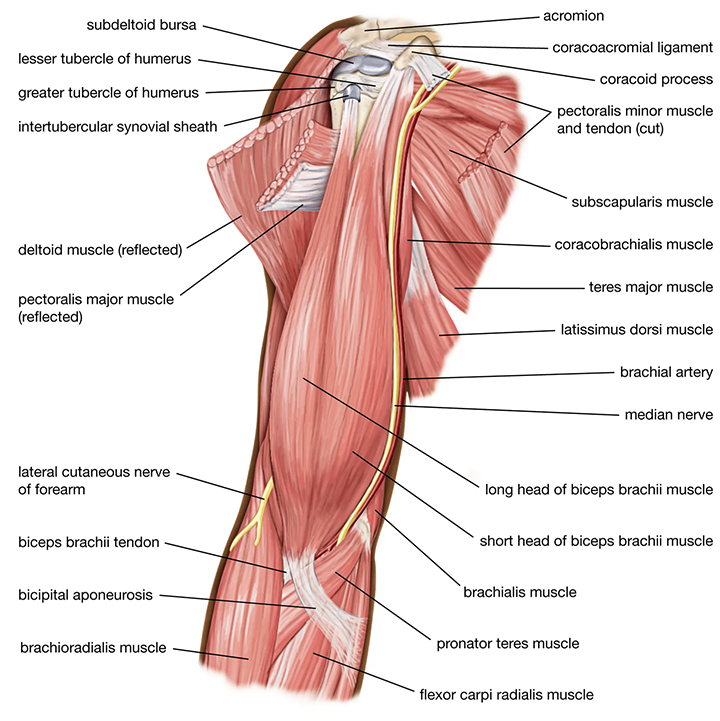 subdeltoid bursa
lesser tubercle of humerus
greater tubercle of humerus
intertubercular synovial sheath
deltoid muscle (reflected)
pectoralis major muscle
(reflected)
lateral cutaneous nerve
of forearm
biceps brachii tendon
bicipital aponeurosis
brachioradialis muscle
acromion
coracoacromial ligament
coracoid process
pectoralis minor muscle
and tendon (cut)
subscapularis muscle
coracobrachialis muscle
teres major muscle
latissimus dorsi muscle
brachial artery
median nerve
long head of biceps brachii muscle
short head of biceps brachii muscle
brachialis muscle
pronator teres muscle
flexor carpi radialis muscle